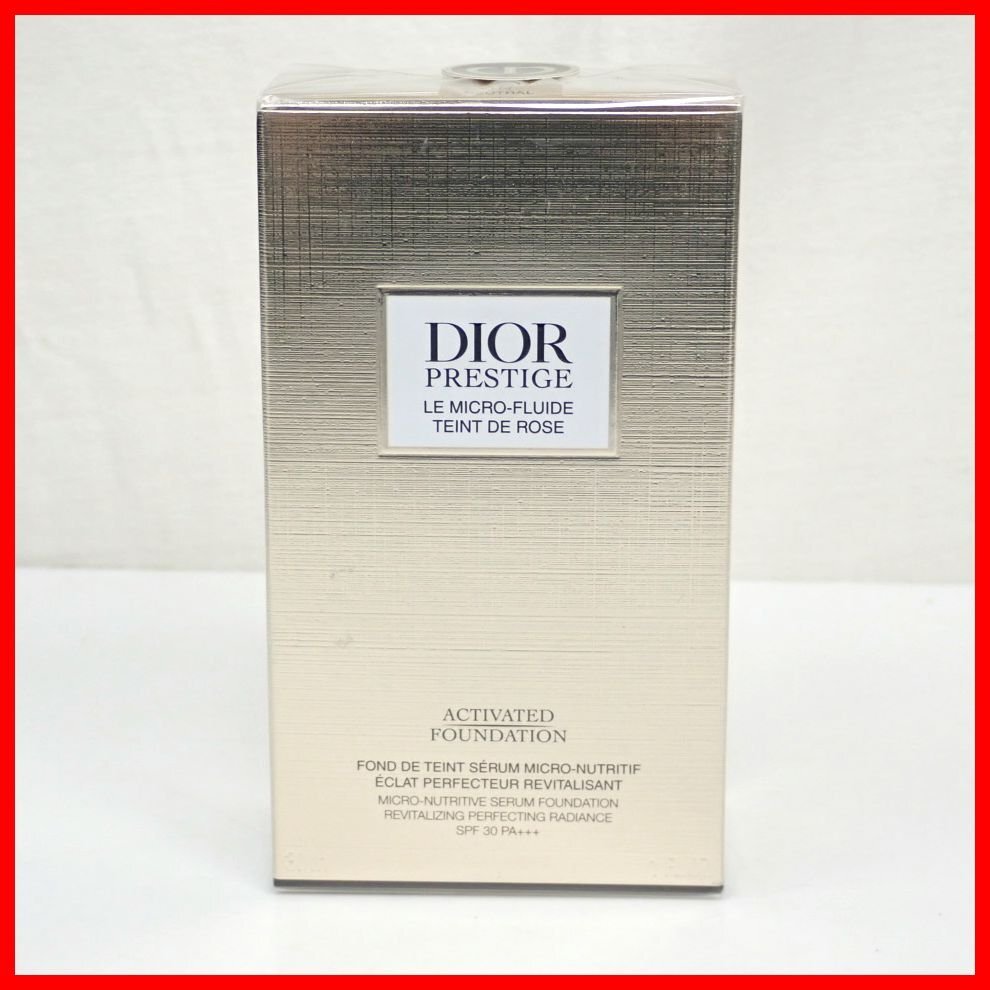 DIOR
PRESTIGE
LE MICRO-FLUIDE
TEINT DE ROSE
ACTIVATED
FOUNDATION
FOND DE TEINT SÉRUM MICRO-NUTRITIF
ÉCLAT PERFECTEUR REVITALISANT
MICRO-NUTRITIVE SERUM FOUNDATION
REVITALIZING PERFECTING RADIANCE
SPF 30 PA+++